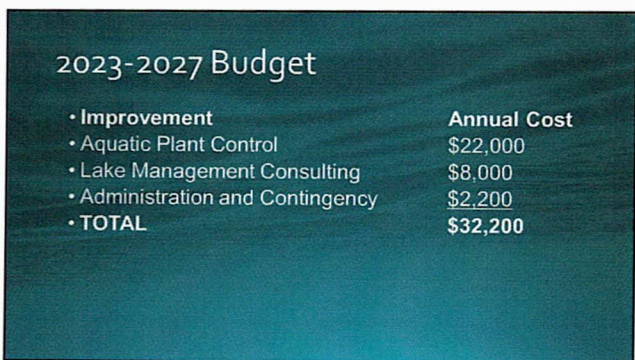 2023-2027 Budget
• Improvement Annual Cost
• Aquatic Plant Control $22,000
• Lake Management Consulting $8,000
• Administration and Contingency $2,200
• TOTAL $32,200